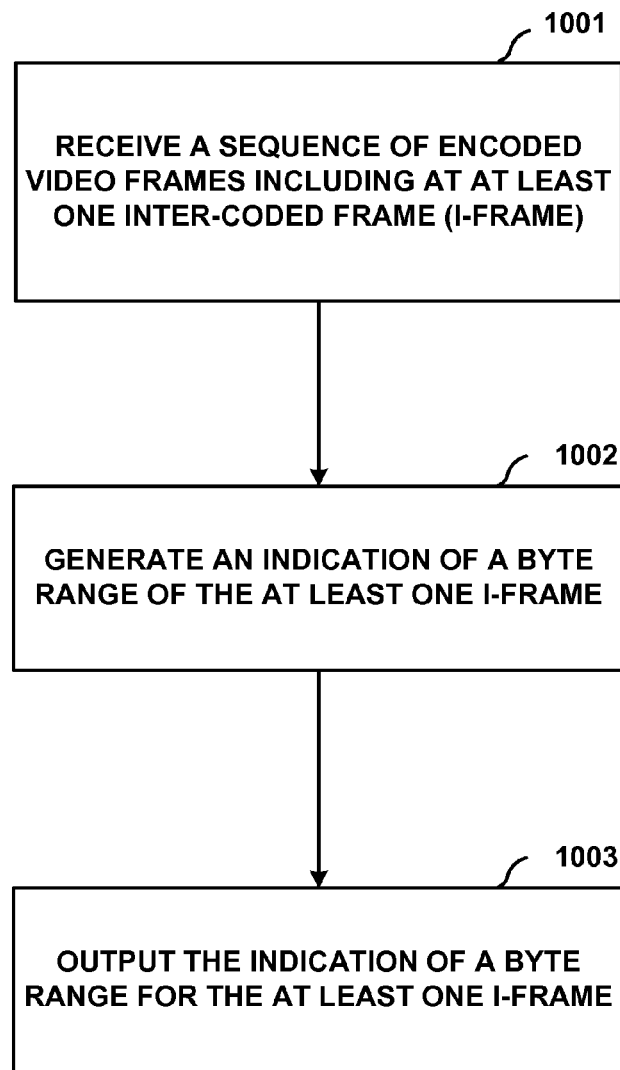 1001
RECEIVE A SEQUENCE OF ENCODED
VIDEO FRAMES INCLUDING AT AT LEAST
ONE INTER-CODED FRAME (I-FRAME)
1002
GENERATE AN INDICATION OF A BYTE
RANGE OF THE AT LEAST ONE I-FRAME
1003
OUTPUT THE INDICATION OF A BYTE
RANGE FOR THE AT LEAST ONE I-FRAME